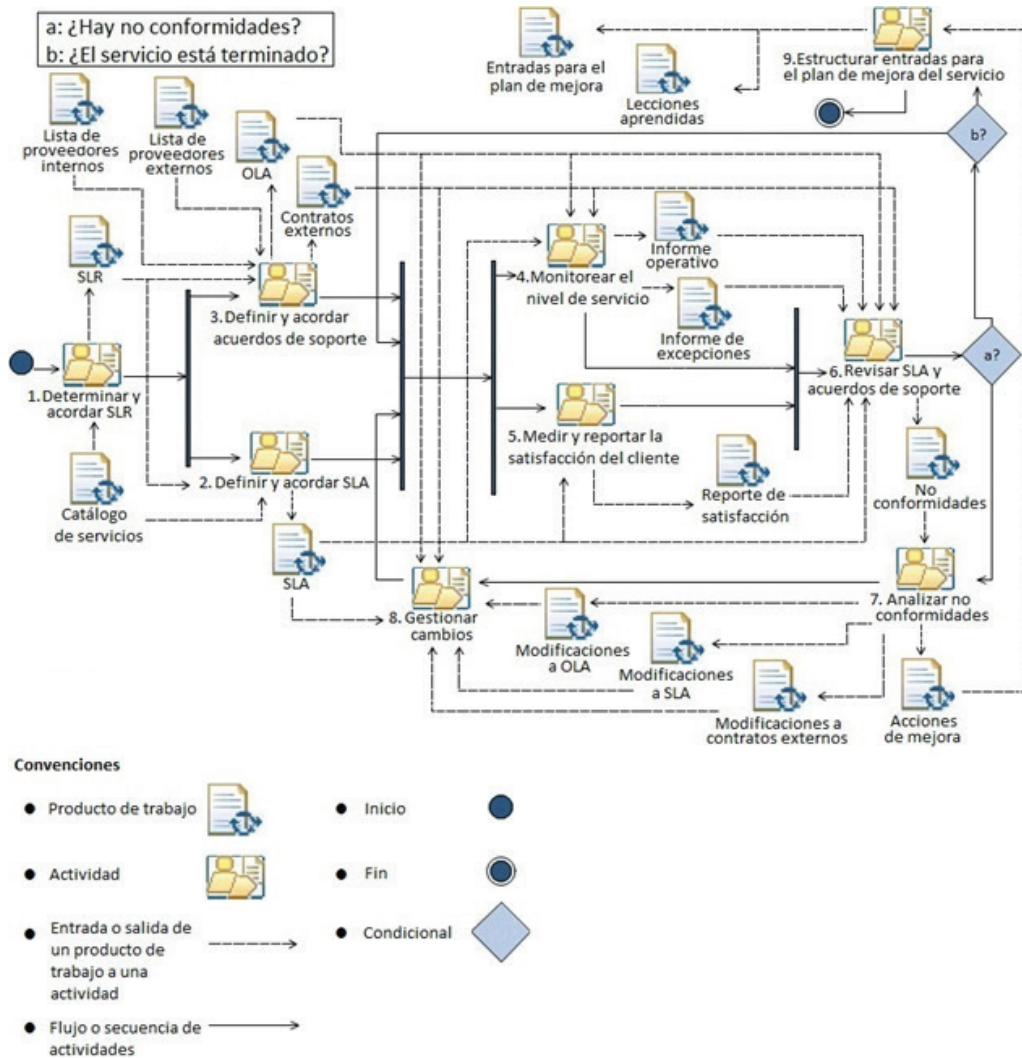 a: ¿Hay no conformidades?
b: ¿El servicio está terminado?
Lista de
proveedores
internos
Lista de
proveedores
externos
OLA
Contratos
externos
SLR
Entradas para
el plan de mejora
Lecciones
aprendidas
9.Estructurar entradas para
el plan de mejora del servicio
b?
1.Determinar y
acordar SLR
3. Definir y acordar
acuerdos de soporte
2. Definir y acordar SLA
Catálogo
de servicios
SLA
4.Monitorear el
nivel de servicio
Informe
operativo
Informe de
excepciones
5.Medir y reportar la
satisfacción del cliente
Reporte de
satisfacción
6. Revisar SLA y
acuerdos de soporte
a?
No
conformidades
7. Analizar no
conformidades
8. Gestionar
cambios
Modificaciones
a OLA
Modificaciones
a SLA
Modificaciones a
contratos externos
Acciones
de mejora
Convenciones
Producto de trabajo
Inicio
Actividad
Fin
Entrada o salida de
un producto de
trabajo a una
actividad
Condicional
Flujo o secuencia de
actividades